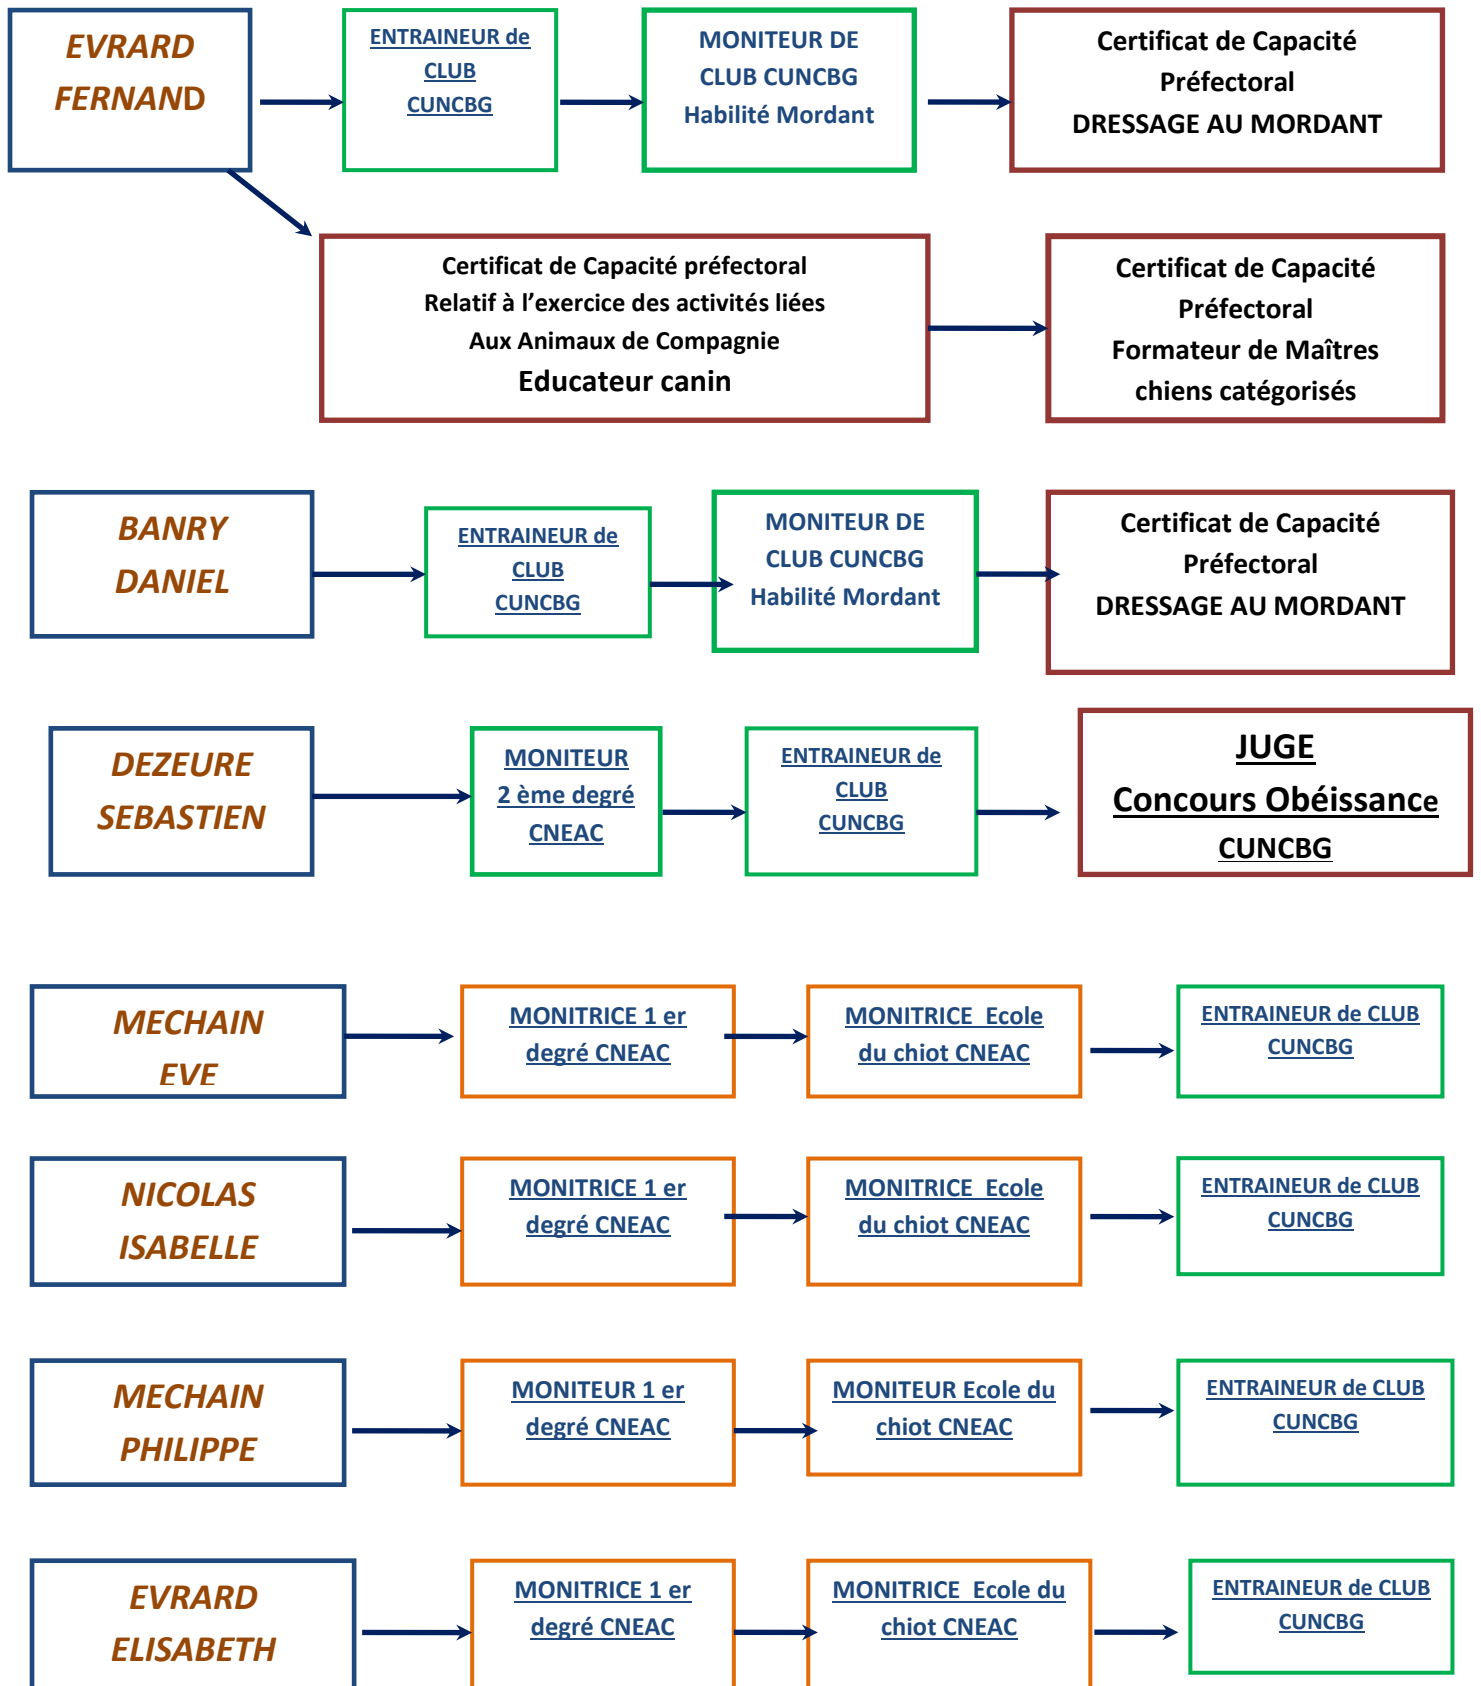 EVRARD
FERNAND
ENTRAINEUR de
CLUB
CUNCBG
MONITEUR DE
CLUB CUNCBG
Habilité Mordant
Certificat de Capacité
Préfectoral
DRESSAGE AU MORDANT
Certificat de Capacité préfectoral
Relatif à l’exercice des activités liées
Aux Animaux de Compagnie
Educateur canin
Certificat de Capacité
Préfectoral
Formateur de Maîtres
chiens catégorisés
BANRY
DANIEL
ENTRAINEUR de
CLUB
CUNCBG
MONITEUR DE
CLUB CUNCBG
Habilité Mordant
Certificat de Capacité
Préfectoral
DRESSAGE AU MORDANT
DEZEURE
SEBASTIEN
MONITEUR
2 ème degré
CNEAC
ENTRAINEUR de
CLUB
CUNCBG
JUGE
Concours Obéissance
CUNCBG
MECHAIN
EVE
MONITRICE 1 er
degré CNEAC
MONITRICE  Ecole
du chiot CNEAC
ENTRAINEUR de CLUB
CUNCBG
NICOLAS
ISABELLE
MONITRICE 1 er
degré CNEAC
MONITRICE  Ecole
du chiot CNEAC
ENTRAINEUR de CLUB
CUNCBG
MECHAIN
PHILIPPE
MONITEUR 1 er
degré CNEAC
MONITEUR Ecole du
chiot CNEAC
ENTRAINEUR de CLUB
CUNCBG
EVRARD
ELISABETH
MONITRICE 1 er
degré CNEAC
MONITRICE  Ecole du
chiot CNEAC
ENTRAINEUR de CLUB
CUNCBG